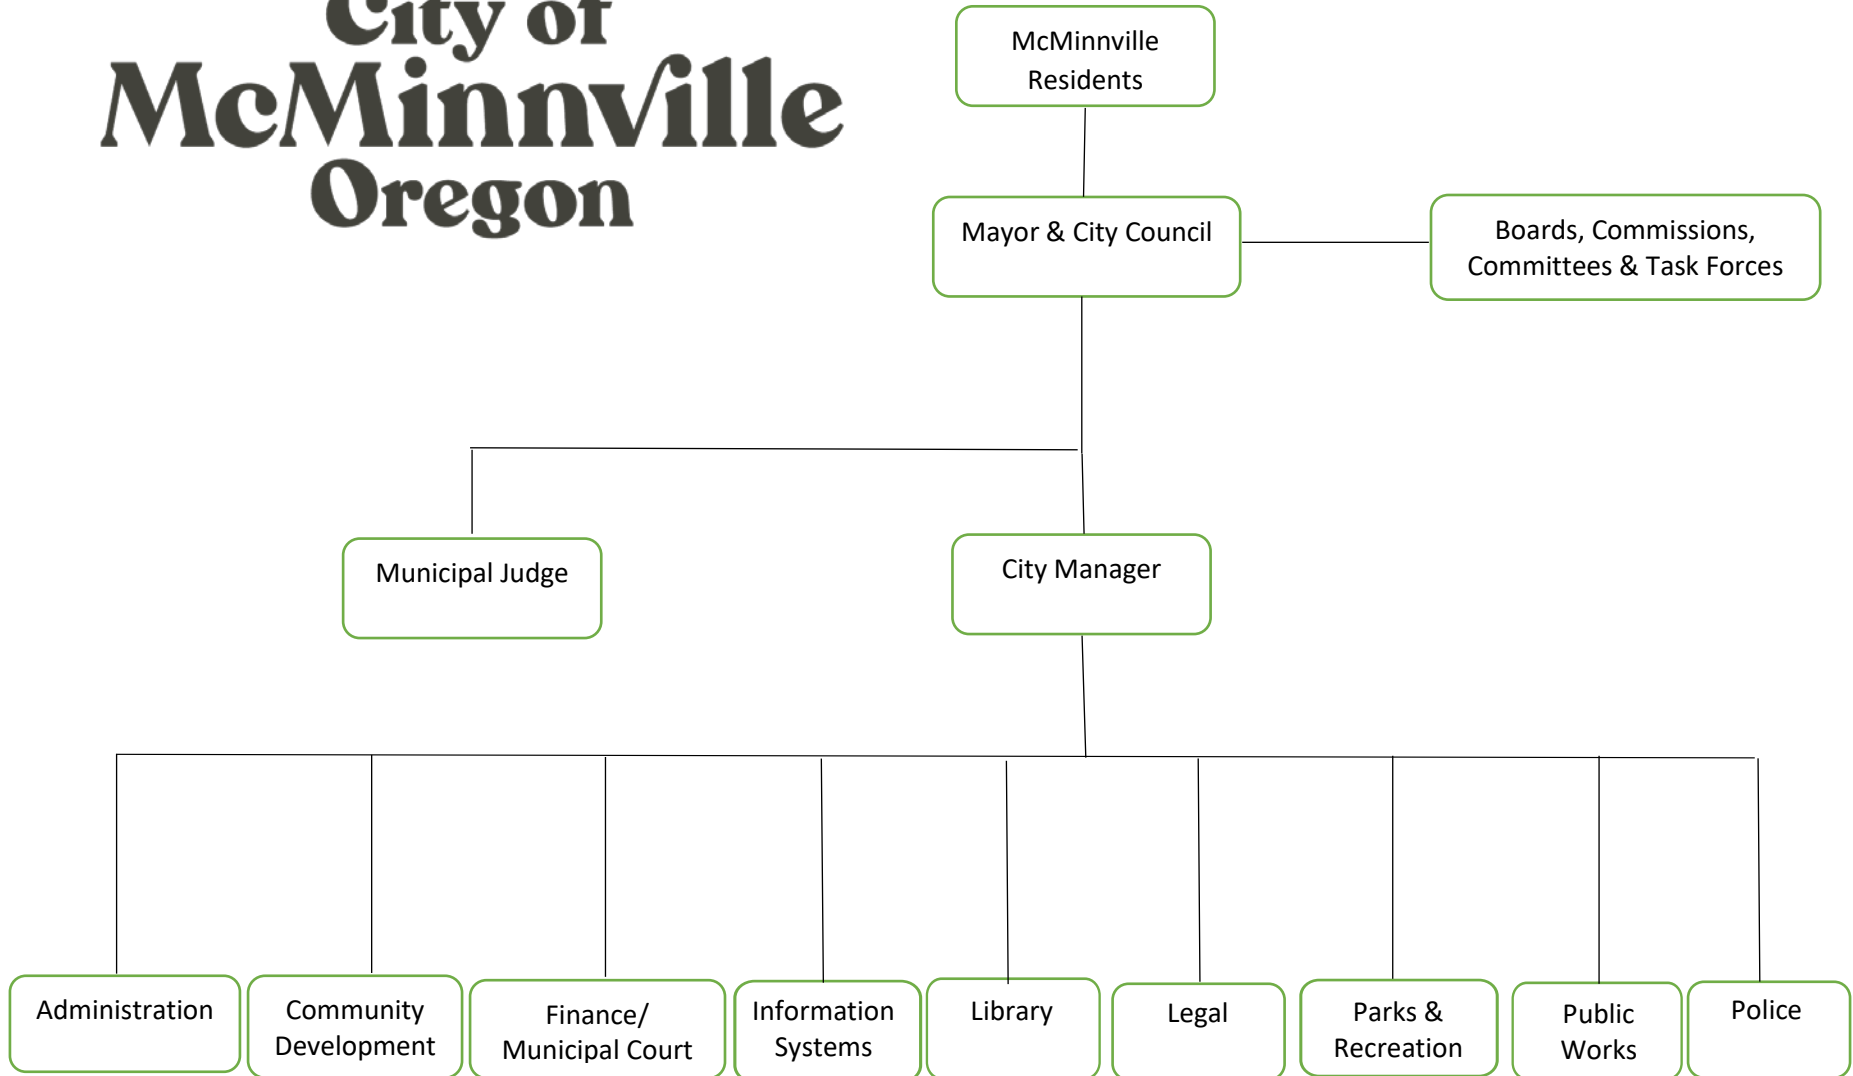 City of
McMinnville
Oregon
McMinnville
Residents
Mayor & City Council
Boards, Commissions,
Committees & Task Forces
Municipal Judge
City Manager
Administration
Community
Development
Finance/
Municipal Court
Information
Systems
Library
Legal
Parks &
Recreation
Public
Works
Police